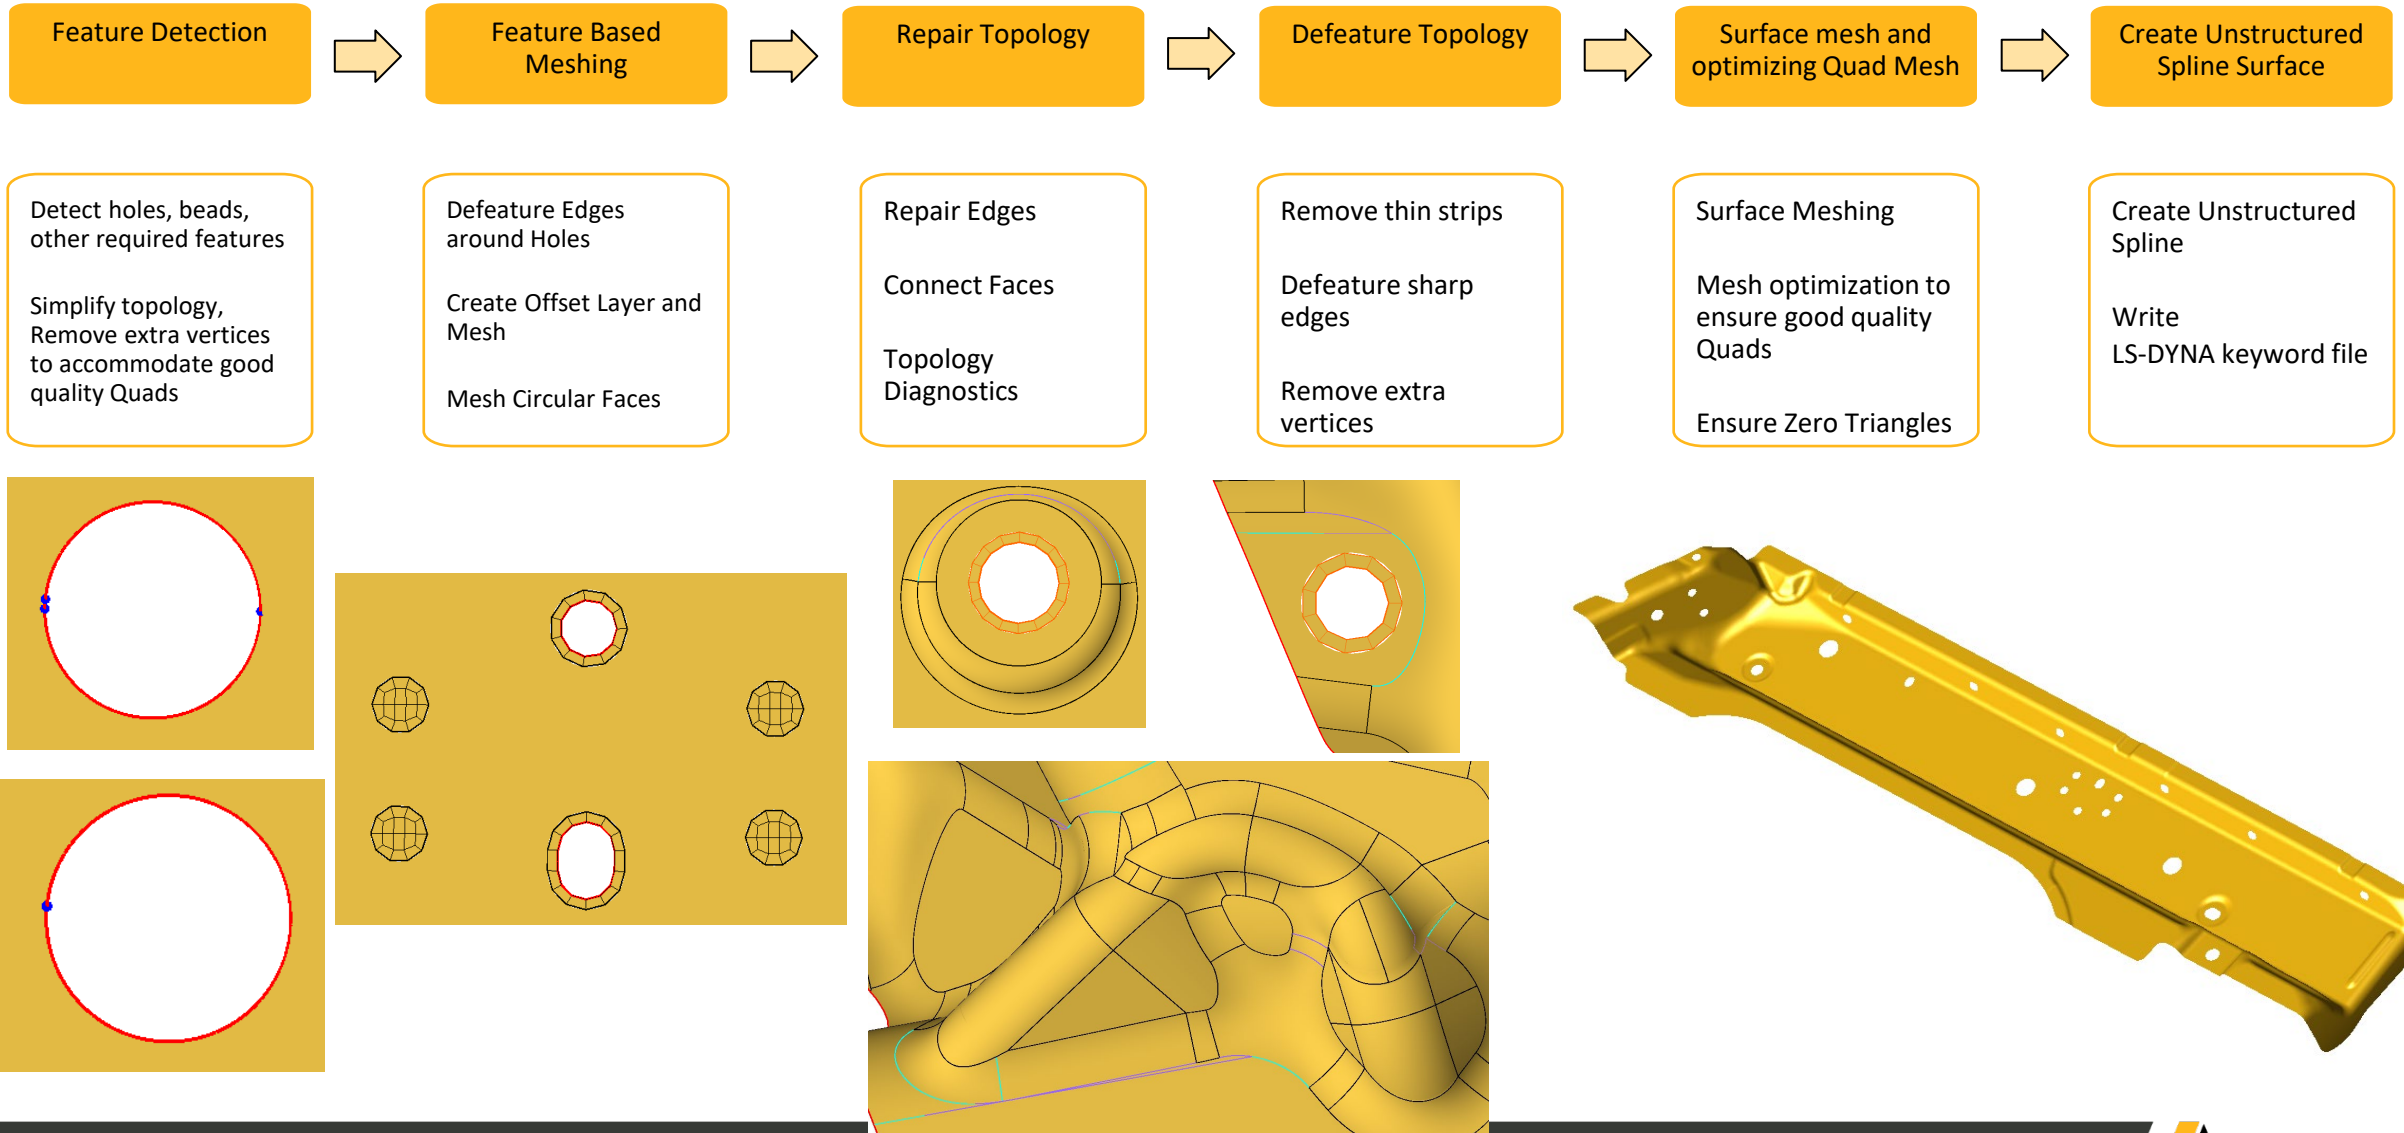 Feature Detection
Feature Based
Meshing
Repair Topology
Defeature Topology
Surface mesh and
optimizing Quad Mesh
Create Unstructured
Spline Surface
Detect holes, beads,
other required features
Simplify topology,
Remove extra vertices
to accommodate good
quality Quads
Defeature Edges
around Holes
Create Offset Layer and
Mesh
Mesh Circular Faces
Repair Edges
Connect Faces
Topology
Diagnostics
Remove thin strips
Defeature sharp
edges
Remove extra
vertices
Surface Meshing
Mesh optimization to
ensure good quality
Quads
Ensure Zero Triangles
Create Unstructured
Spline
Write
LS-DYNA keyword file